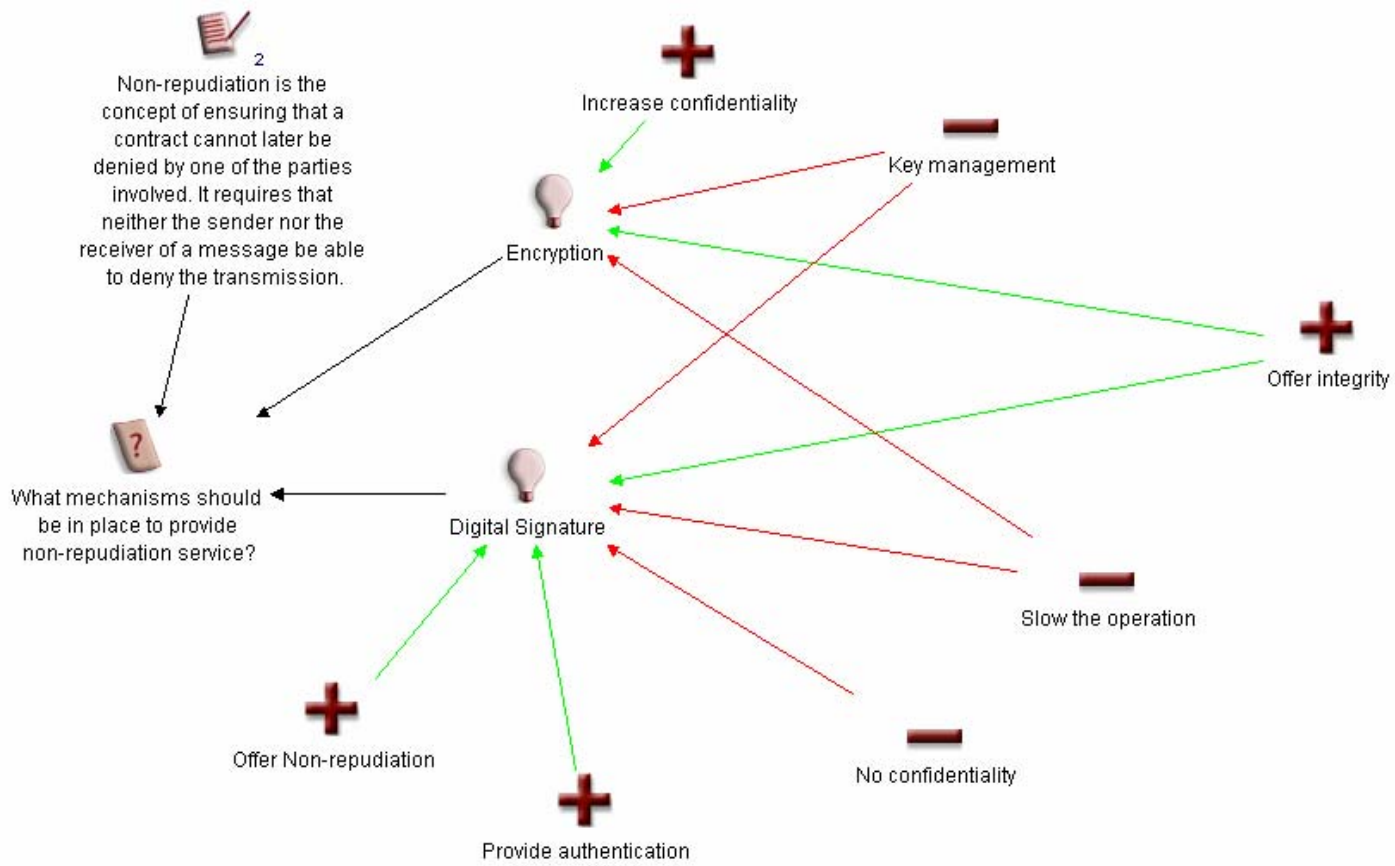 2
Non-repudiation is the
concept of ensuring that a
contract cannot later be
denied by one of the parties
involved. It requires that
neither the sender nor the
receiver of a message be able
to deny the transmission.
Increase confidentiality
Key management
Encryption
Offer integrity
?
What mechanisms should
be in place to provide
non-repudiation service?
Digital Signature
Slow the operation
Offer Non-repudiation
No confidentiality
Provide authentication